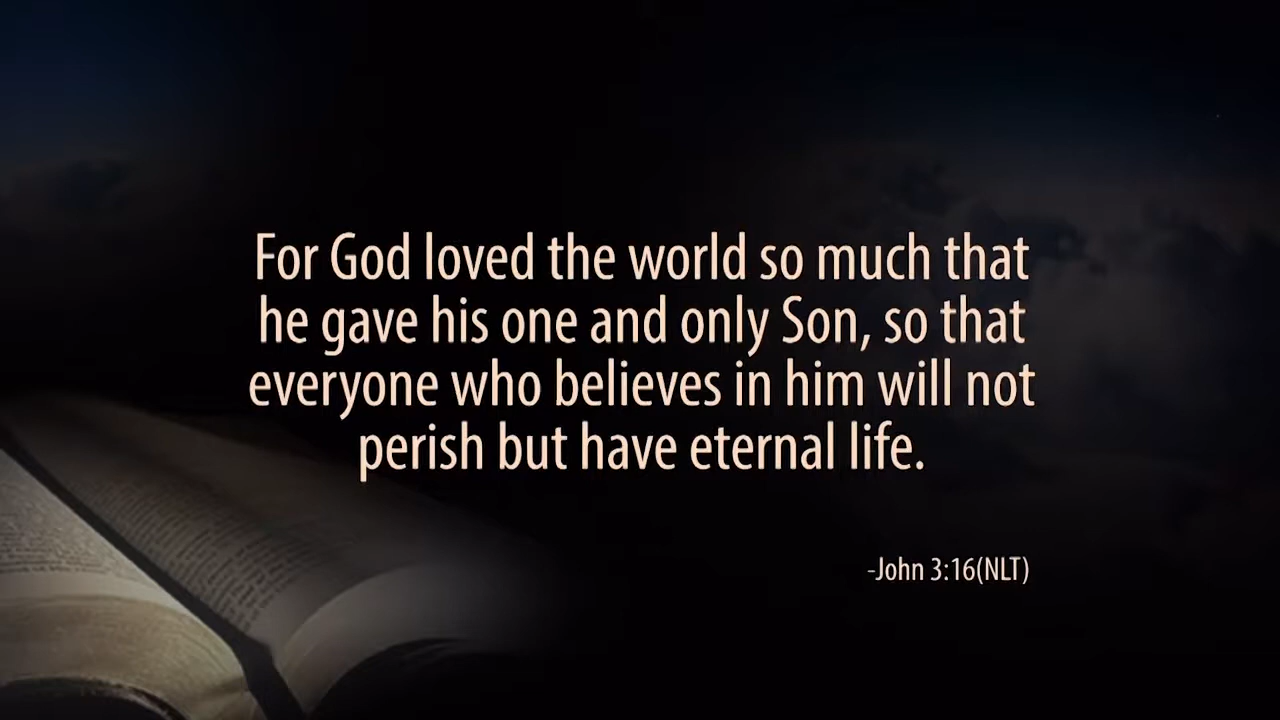 For God loved the world so much that
he gave his one and only Son, so that
everyone who believes in him will not
perish but have eternal life.
-John 3:16(NLT)